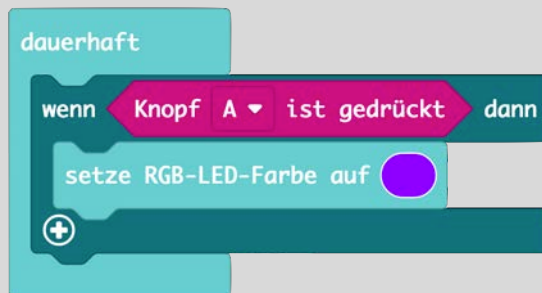 dauerhaft
wenn Knopf A ist gedrückt dann
setze RGB-LED-Farbe auf